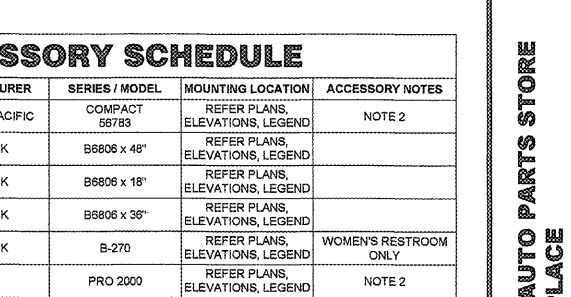 SSORY SCHEDULE
URER SERIES / MODEL MOUNTING LOCATION ACCESSORY NOTES
ACIFIC COMPACT 56783 REFER PLANS, ELEVATIONS, LEGEND NOTE 2
K B6806 x 48" REFER PLANS, ELEVATIONS, LEGEND
K B6806 x 18" REFER PLANS, ELEVATIONS, LEGEND
K B6806 x 36" REFER PLANS, ELEVATIONS, LEGEND
K B-270 REFER PLANS, ELEVATIONS, LEGEND WOMEN'S RESTROOM ONLY
PRO 2000 REFER PLANS, ELEVATIONS, LEGEND NOTE 2
AUTO PARTS STORE
LACE